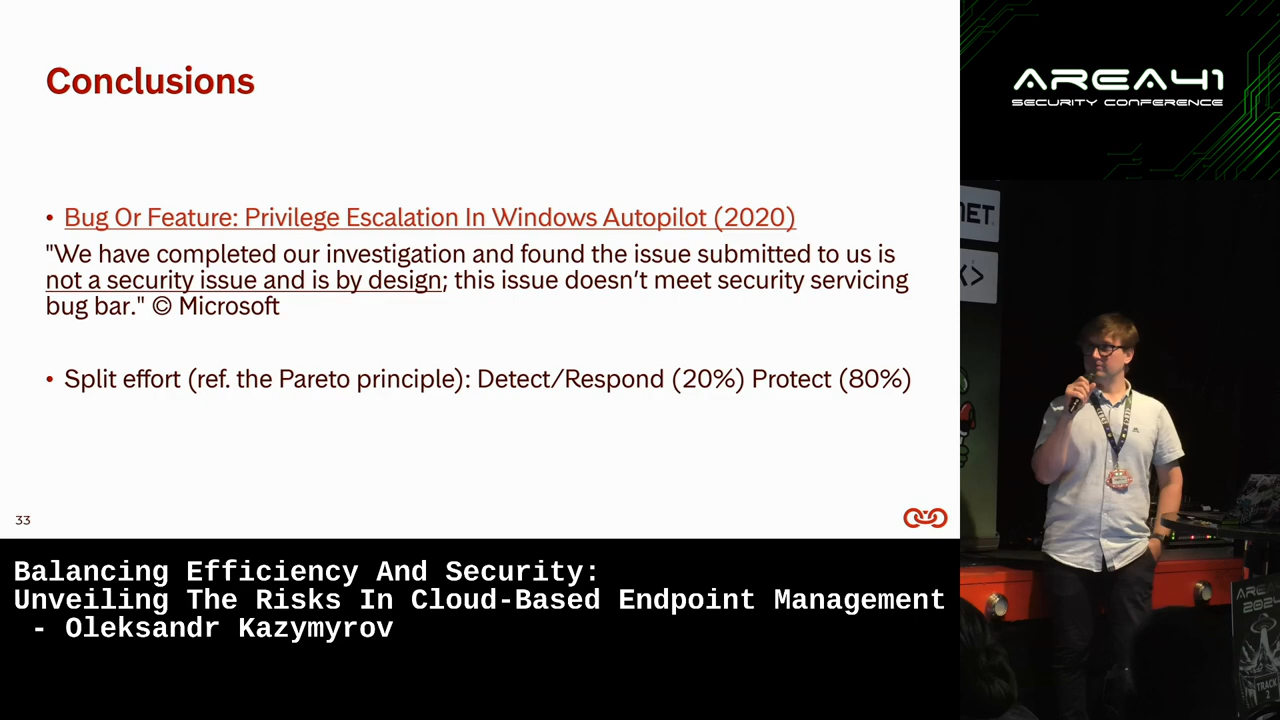 Conclusions
• Bug Or Feature: Privilege Escalation In Windows Autopilot (2020)
"We have completed our investigation and found the issue submitted to us is
not a security issue and is by design; this issue doesn't meet security servicing
bug bar." © Microsoft
• Split effort (ref. the Pareto principle): Detect/Respond (20%) Protect (80%)
33
AREA41
SECURITY CONFERENCE
NET
TRACK
2
Balancing Efficiency And Security:
Unveiling The Risks In Cloud-Based Endpoint Management
- Oleksandr Kazymyrov